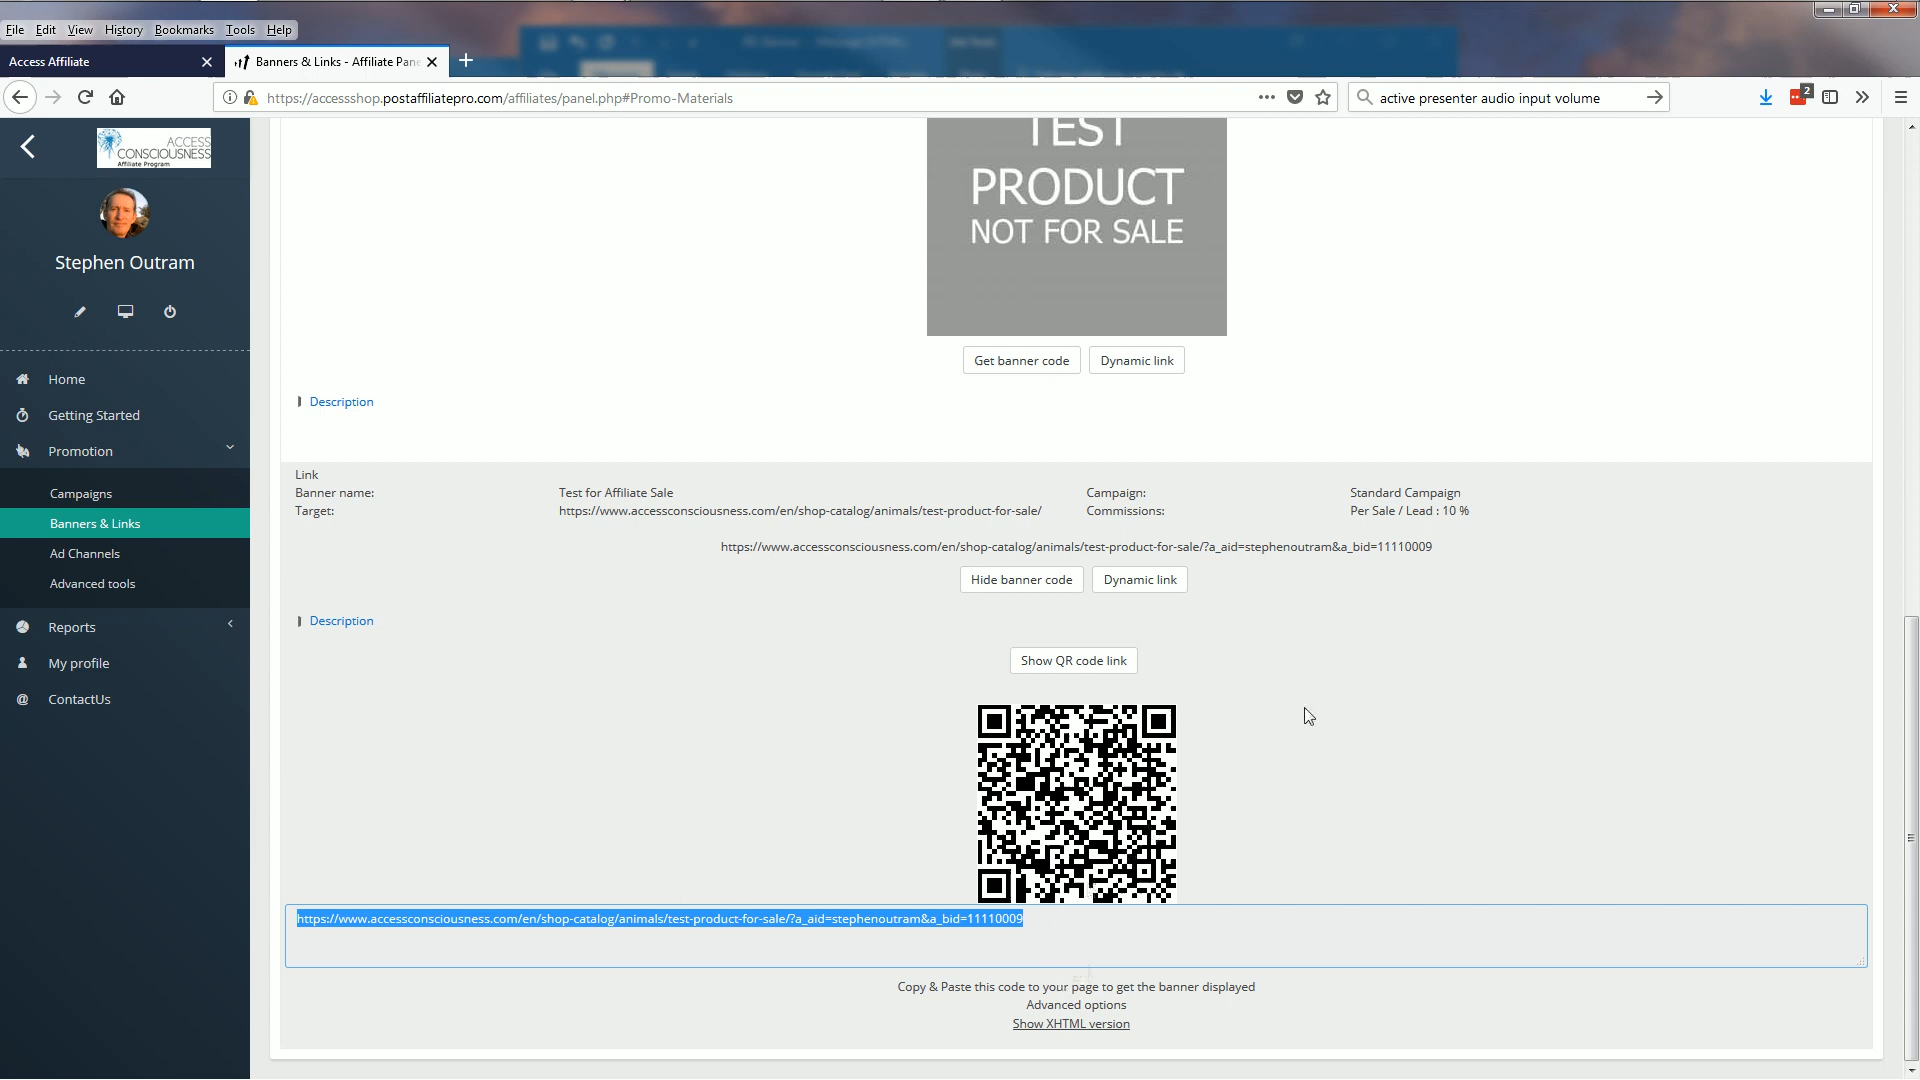 File Edit View History Bookmarks Tools Help
Access Affiliate
Banners & Links - Affiliate Pane
https://accessshop.postaffiliatepro.com/affiliates/panel.php#Promo-Materials
active presenter audio input volume
2
ACCESS
CONSCIOUSNESS
Affiliate Program
Stephen Outram
Home
Getting Started
Promotion
Campaigns
Banners & Links
Ad Channels
Advanced tools
Reports
My profile
@ ContactUs
TEST
PRODUCT
NOT FOR SALE
Get banner code Dynamic link
Description
Link
Banner name: Test for Affiliate Sale Campaign: Standard Campaign
Target: https://www.accessconsciousness.com/en/shop-catalog/animals/test-product-for-sale/ Commissions: Per Sale / Lead : 10 %
https://www.accessconsciousness.com/en/shop-catalog/animals/test-product-for-sale/?a_aid=stephenoutram&a_bid=11110009
Hide banner code Dynamic link
Description
Show QR code link
https://www.accessconsciousness.com/en/shop-catalog/animals/test-product-for-sale/?a_aid=stephenoutram&a_bid=11110009
Copy & Paste this code to your page to get the banner displayed
Advanced options
Show XHTML version